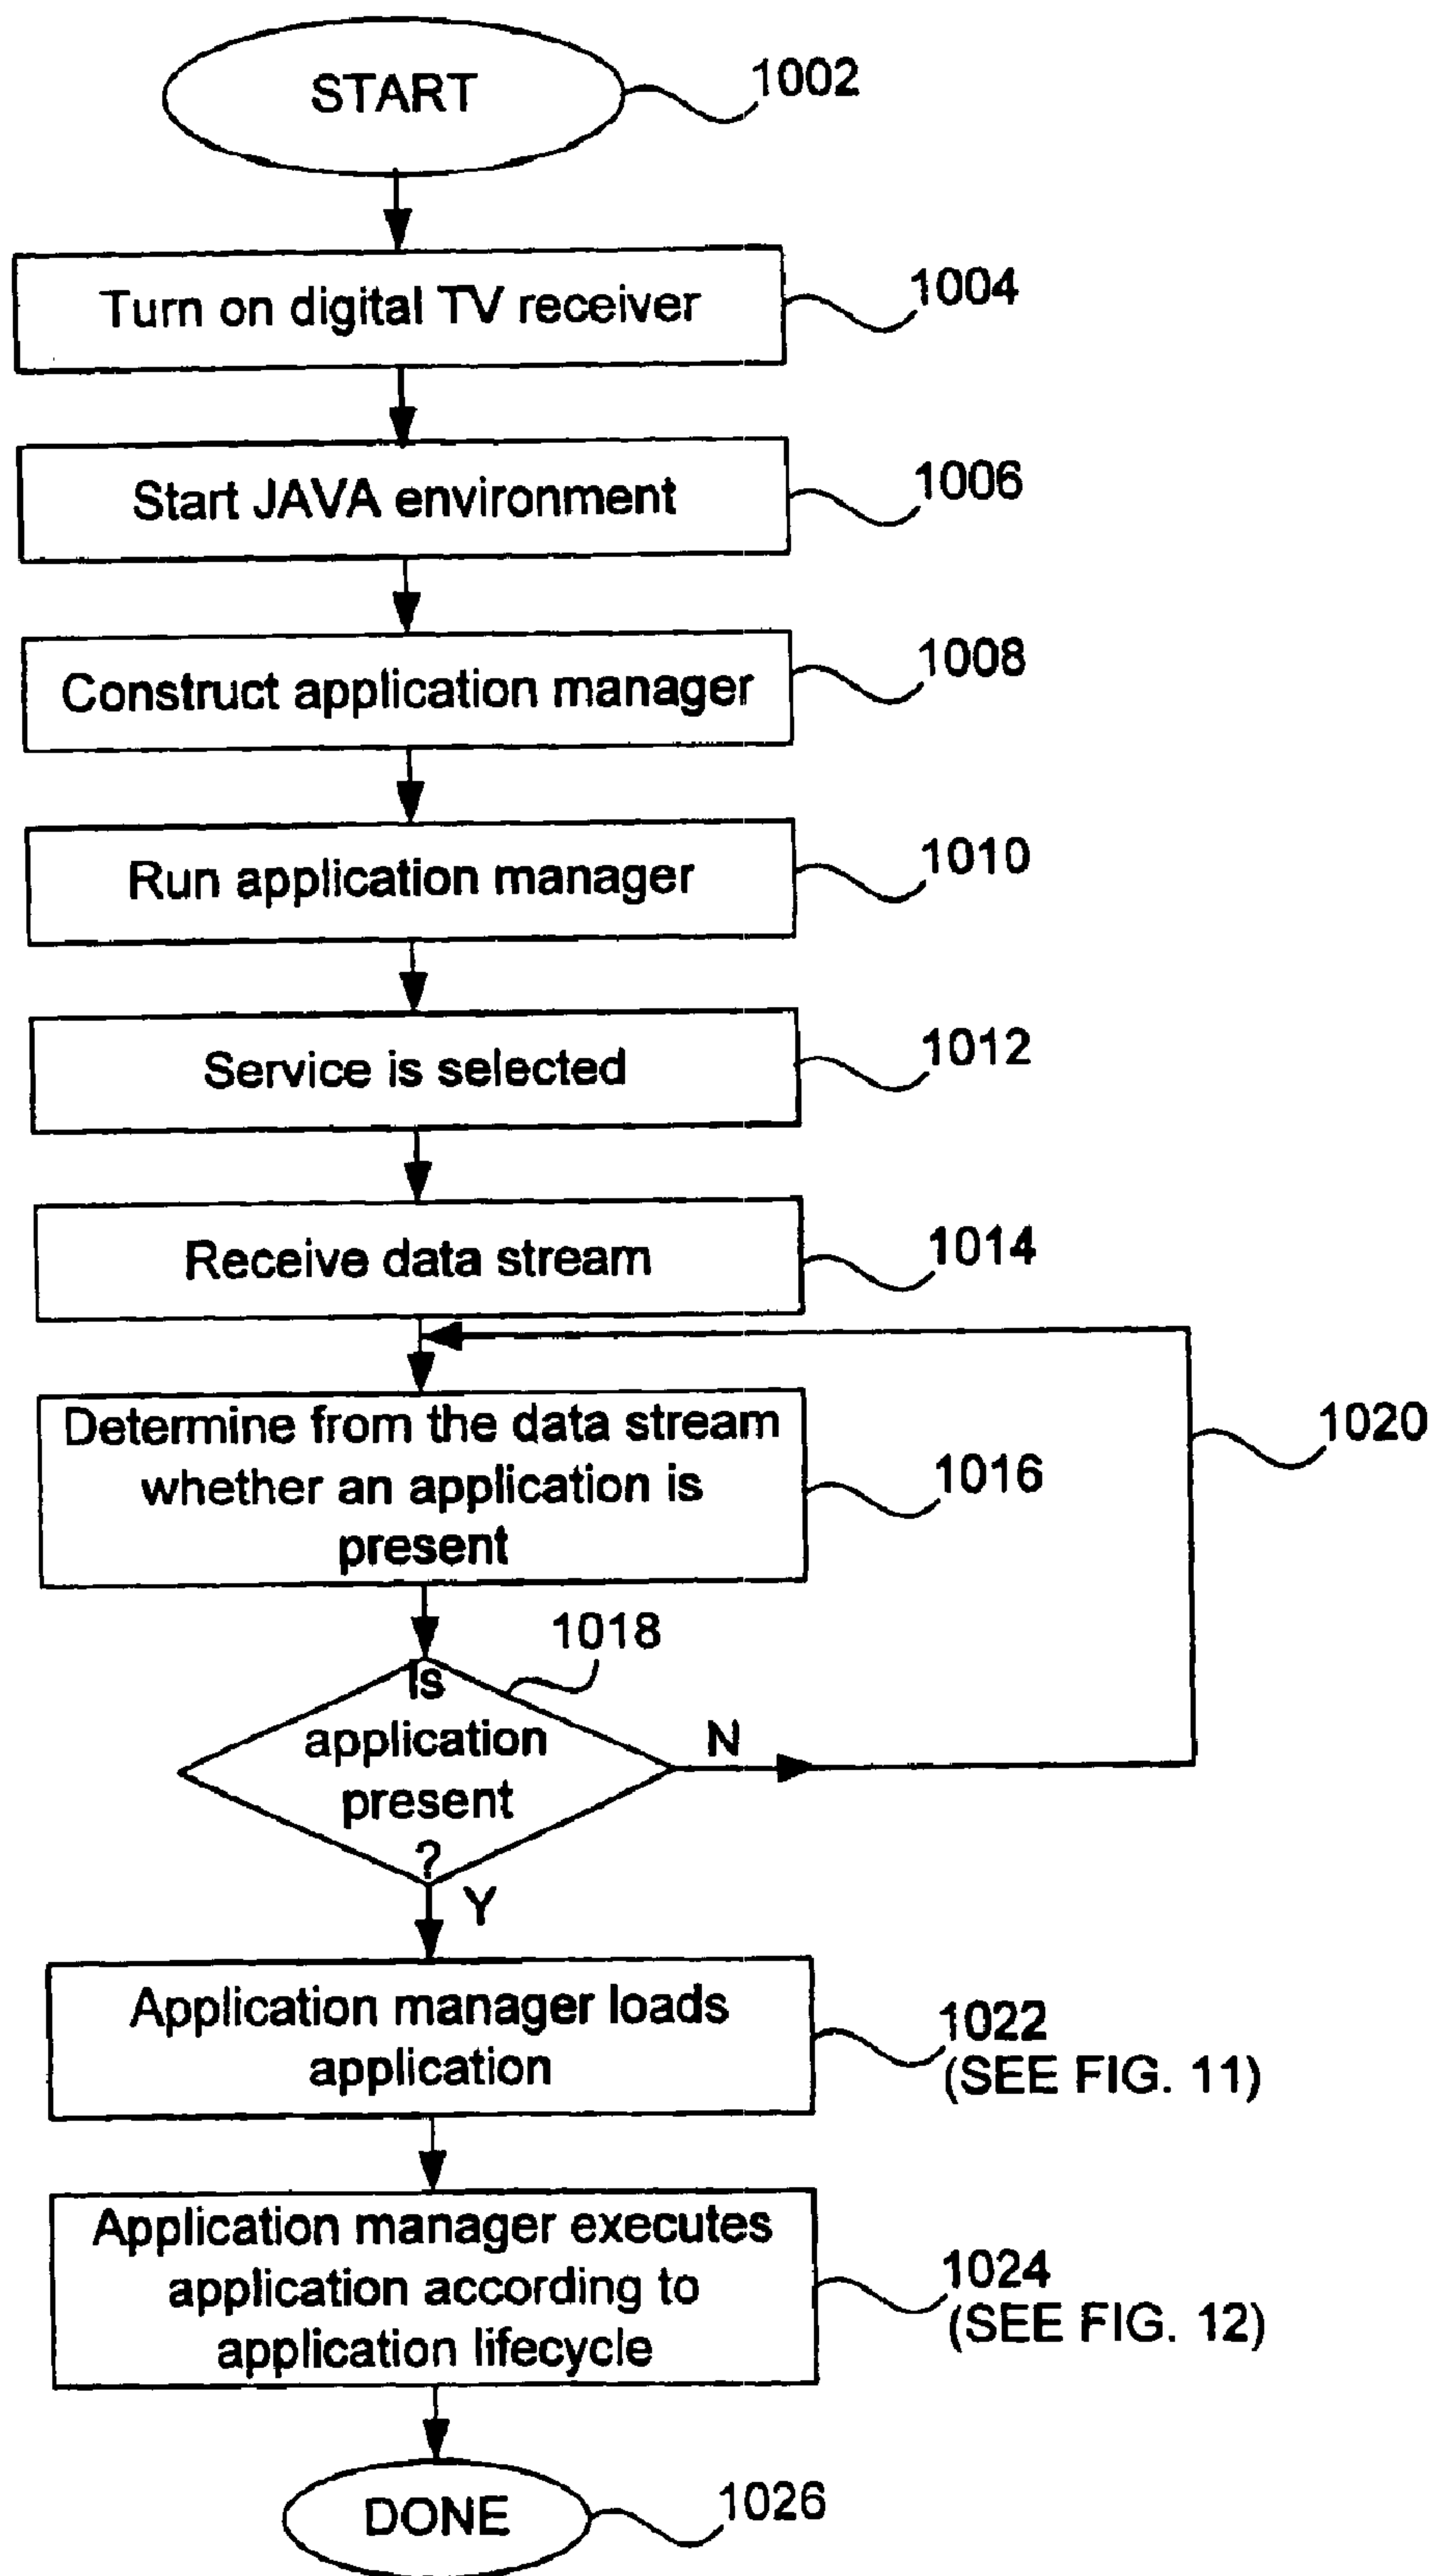 START
1002
Turn on digital TV receiver
1004
Start JAVA environment
1006
Construct application manager
1008
Run application manager
1010
Service is selected
1012
Receive data stream
1014
Determine from the data stream
whether an application is
present
1016
1020
1018
Is
application
present
?
N
Y
Application manager loads
application
1022
(SEE FIG. 11)
Application manager executes
application according to
application lifecycle
1024
(SEE FIG. 12)
DONE
1026